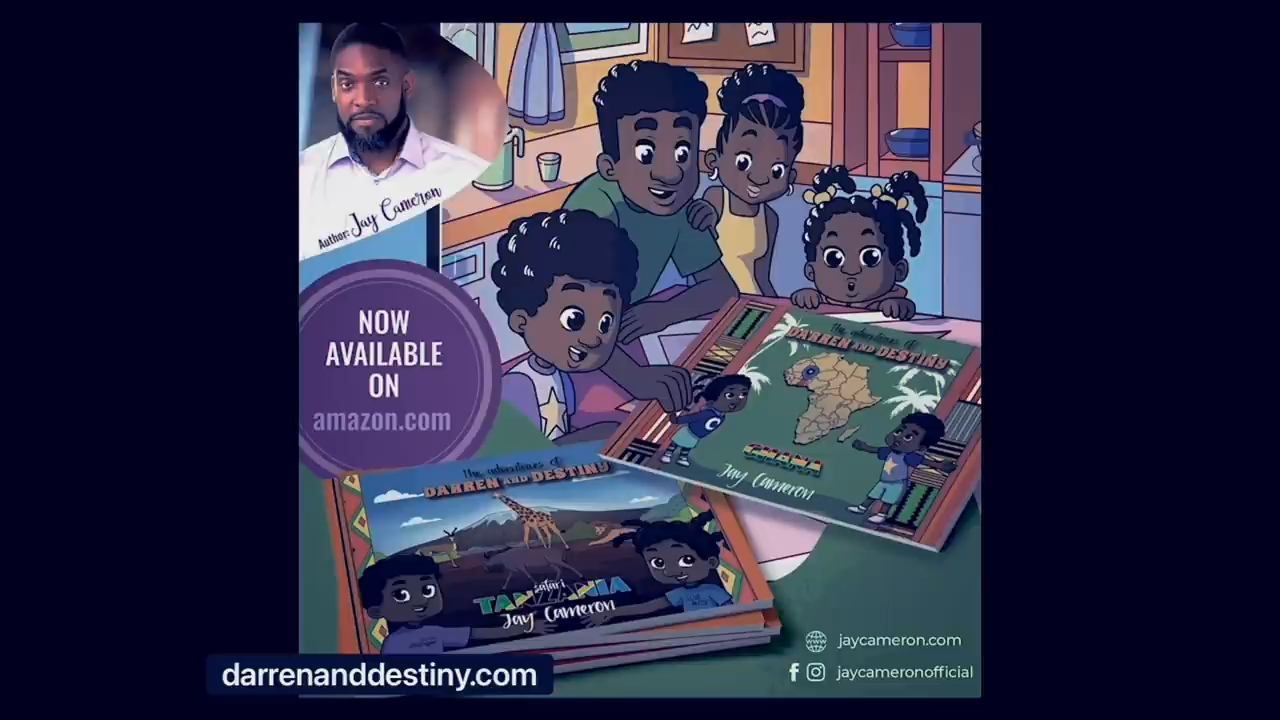 Author: Jay Cameron
NOW
AVAILABLE
ON
amazon.com
The adventures of
DARREN AND DESTINY
GHANA
Jay Cameron
The adventures of
DARREN AND DESTINY
safari
TANZANIA
Jay Cameron
jaycameron.com
jaycameronofficial
darrenanddestiny.com